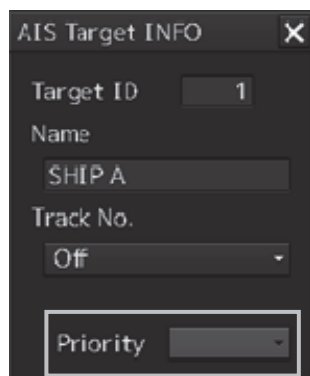 AIS Target INFO
Target ID 1
Name
SHIP A
Track No.
Off
Priority